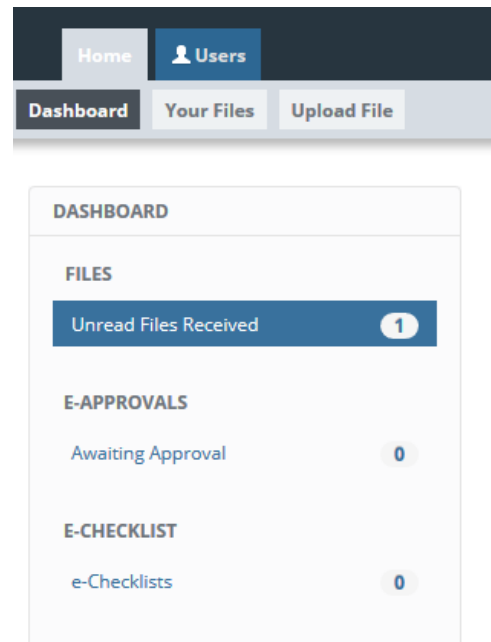 Home Users
Dashboard Your Files Upload File
DASHBOARD
FILES
Unread Files Received 1
E-APPROVALS
Awaiting Approval 0
E-CHECKLIST
e-Checklists 0